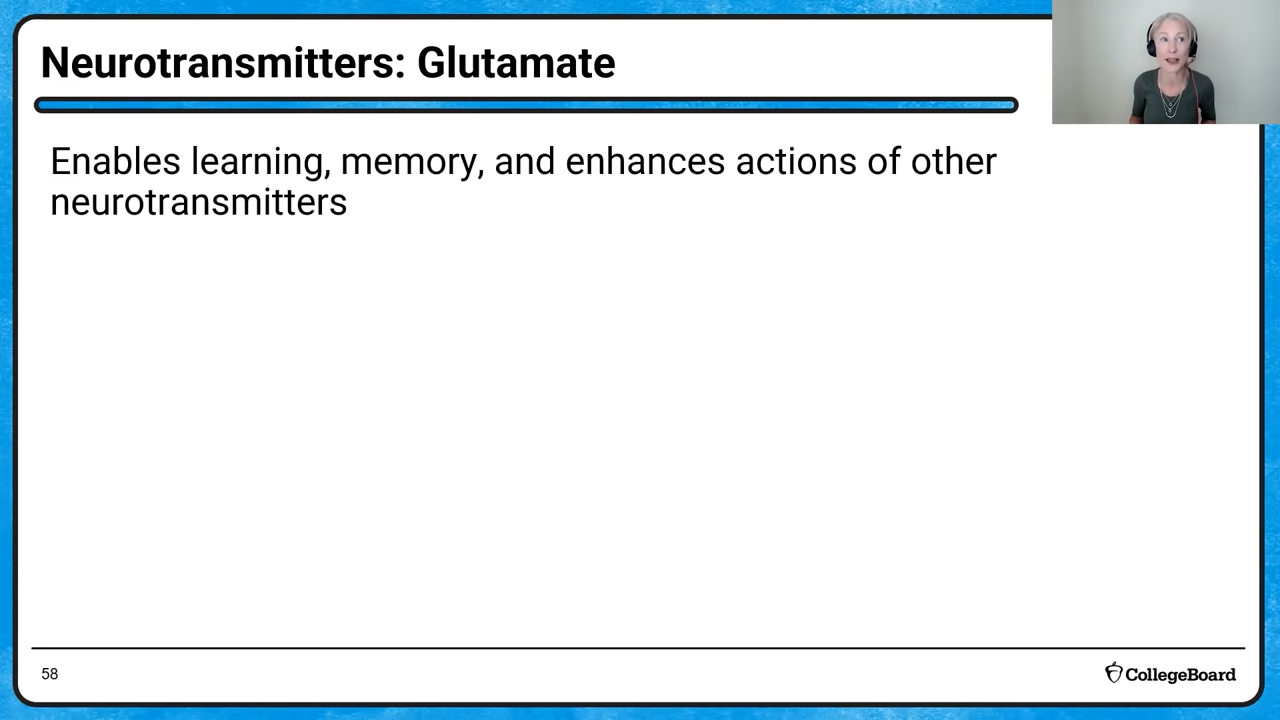 Neurotransmitters: Glutamate
Enables learning, memory, and enhances actions of other
neurotransmitters
58
CollegeBoard